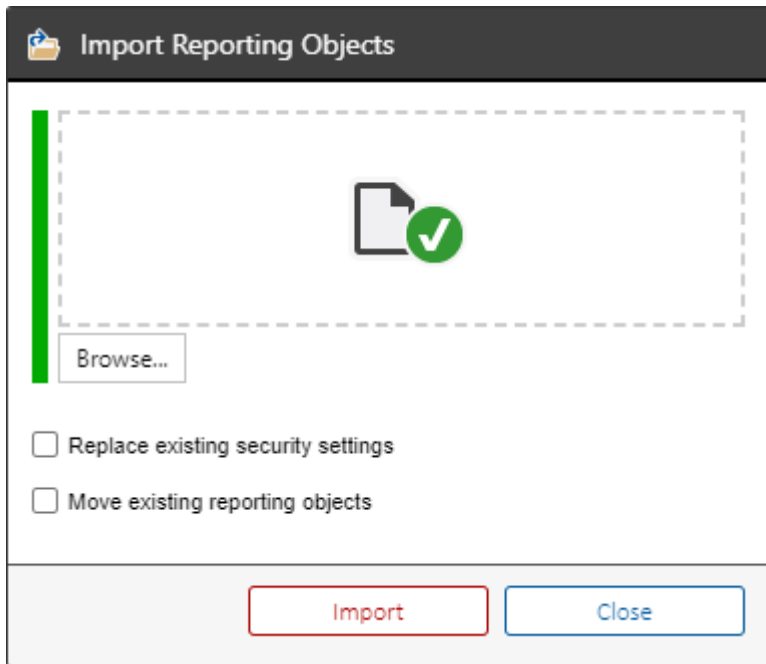 Import Reporting Objects
Browse...
Replace existing security settings
Move existing reporting objects
Import
Close